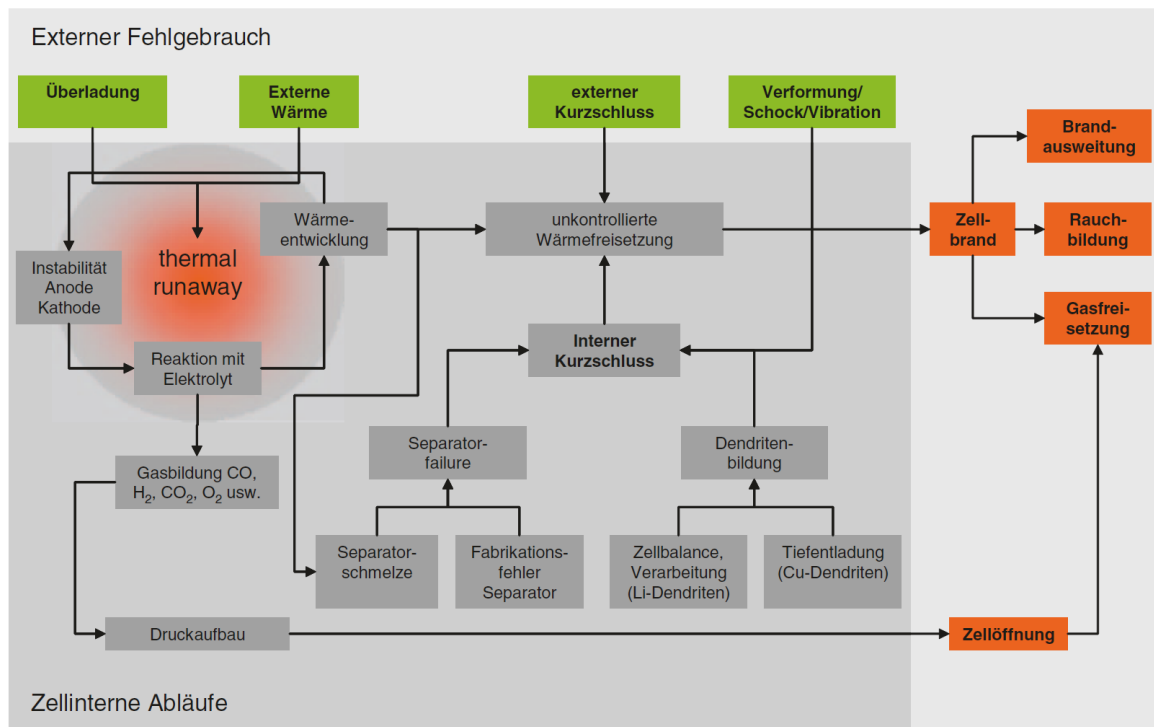 Externer Fehlgebrauch
Überladung
Externe
Wärme
externer
Kurzschluss
Verformung/
Schock/Vibration
Brand-
ausweitung
Wärme-
entwicklung
unkontrollierte
Wärmefreisetzung
Zell-
brand
Rauch-
bildung
thermal
runaway
Instabilität
Anode
Kathode
Gasfrei-
setzung
Interner
Kurzschluss
Reaktion mit
Elektrolyt
Separator-
failure
Dendriten-
bildung
Gasbildung CO,
H₂, CO₂, O₂ usw.
Separator-
schmelze
Fabrikations-
fehler
Separator
Zellbalance,
Verarbeitung
(Li-Dendriten)
Tiefentladung
(Cu-Dendriten)
Druckaufbau
Zellöffnung
Zellinterne Abläufe